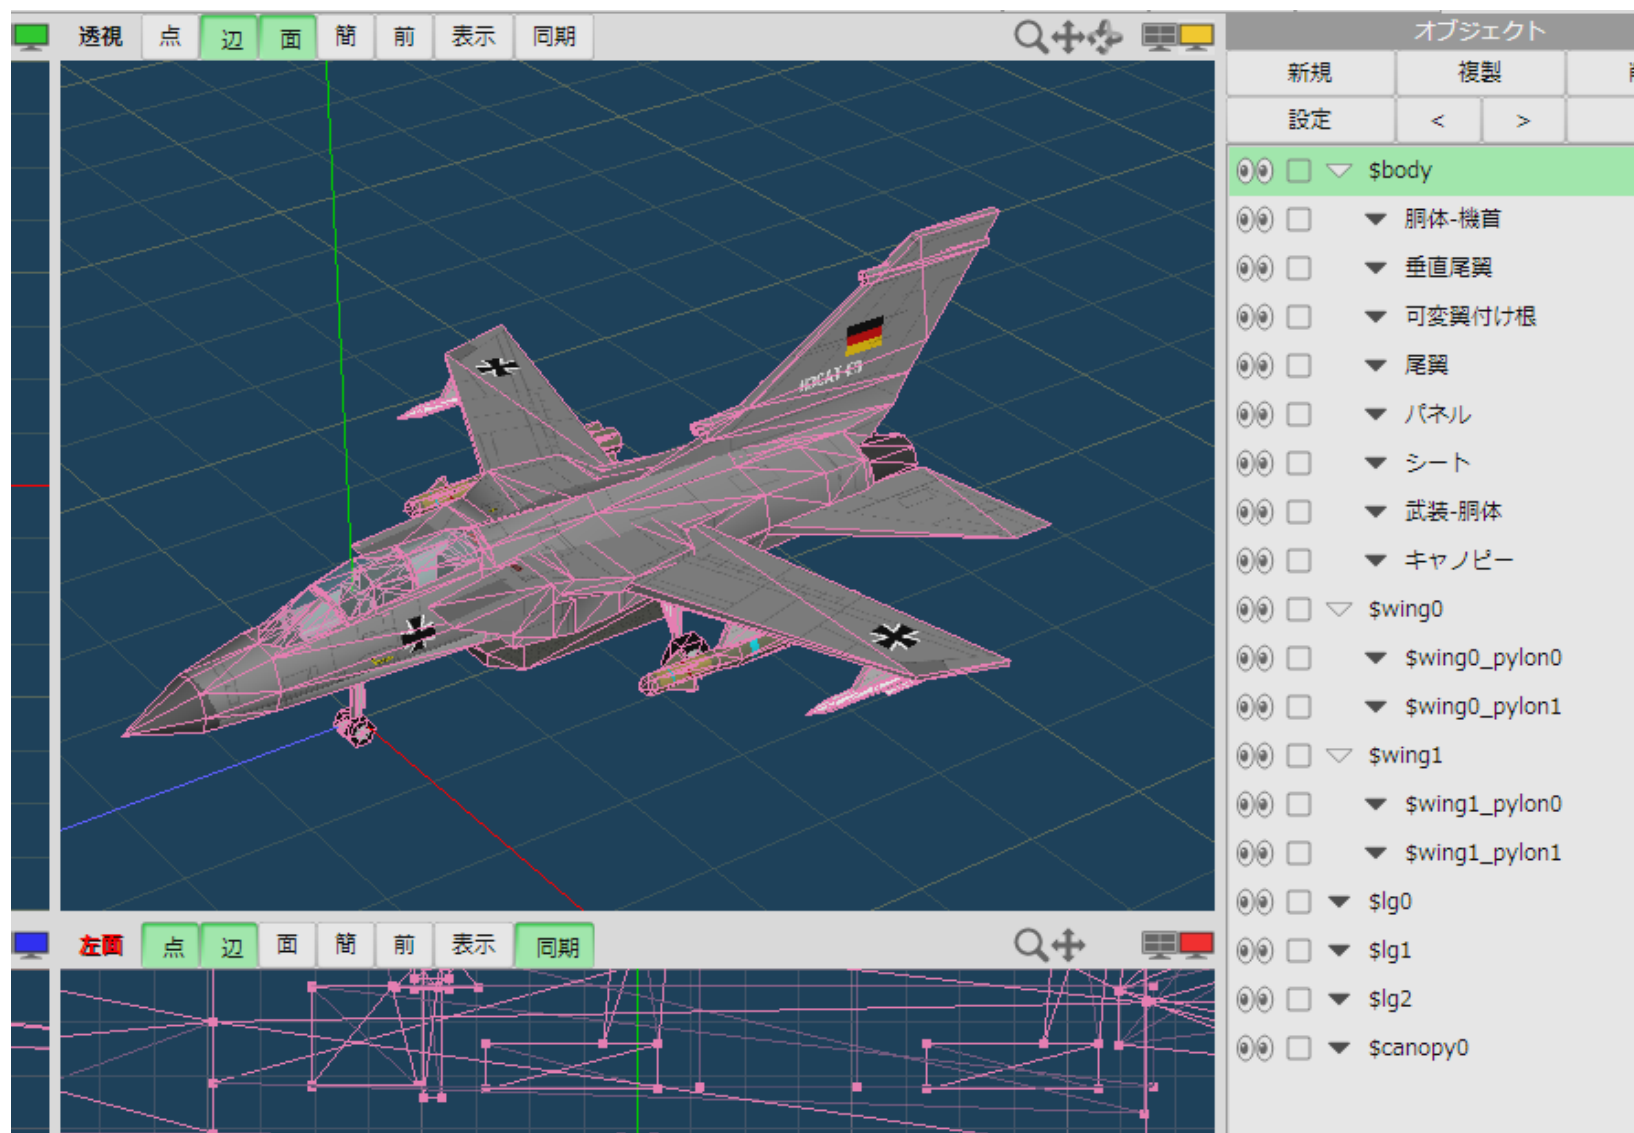 透視 点 辺 面 簡 前 表示 同期
オブジェクト
新規 複製
設定 < >
$body
胴体-機首
垂直尾翼
可変翼付け根
尾翼
パネル
シート
武装-胴体
キャノピー
$wing0
$wing0_pylon0
$wing0_pylon1
$wing1
$wing1_pylon0
$wing1_pylon1
$lg0
$lg1
$lg2
$canopy0
左面 点 辺 面 簡 前 表示 同期